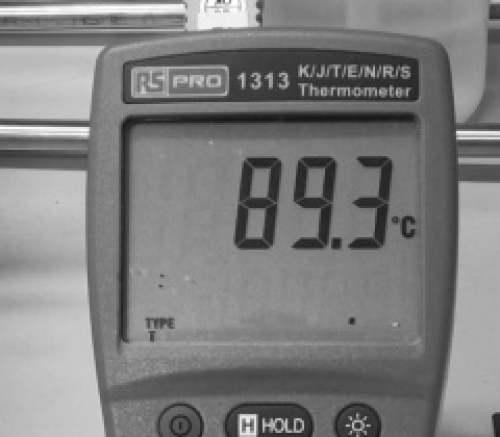 RS PRO 1313 K/J/T/E/N/R/S
Thermometer
89.3 °C
TYPE
T
H HOLD